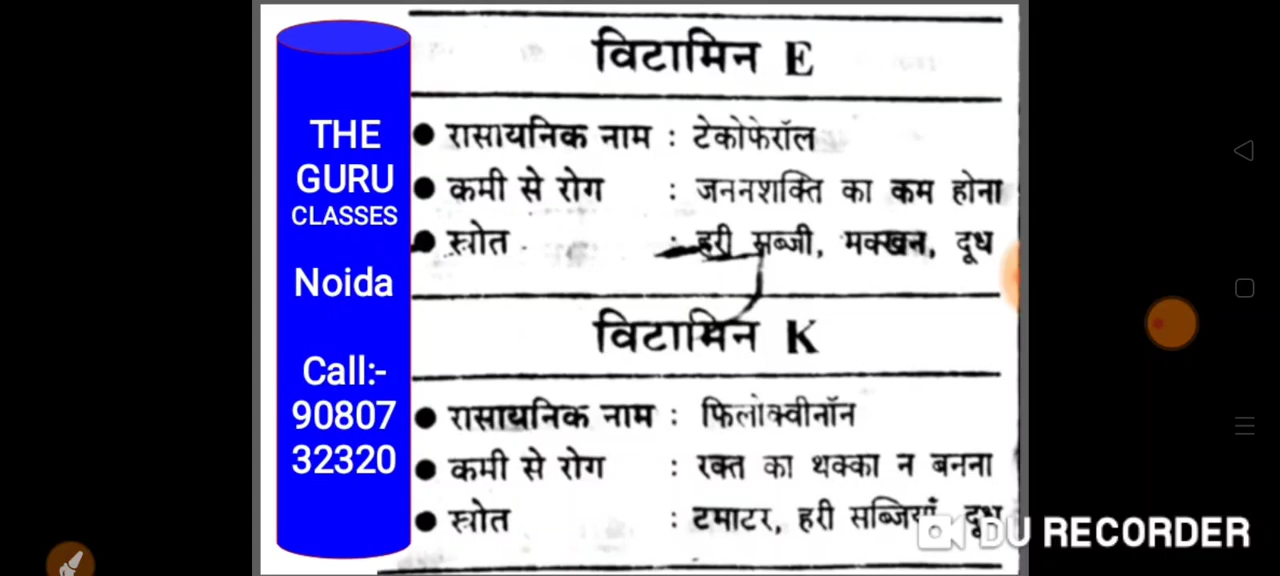 THE
GURU
CLASSES
Noida
Call:-
90807
32320
विटामिन E
● रासायनिक नाम : टेकोफेरॉल
● कमी से रोग : जननशक्ति का कम होना
● स्त्रोत : हरी सब्जी, मक्खन, दूध
विटामिन K
● रासायनिक नाम : फिलोक्वीनॉन
● कमी से रोग : रक्त का थक्का न बनना
● स्त्रोत : टमाटर, हरी सब्जियाँ, दूध
DU RECORDER